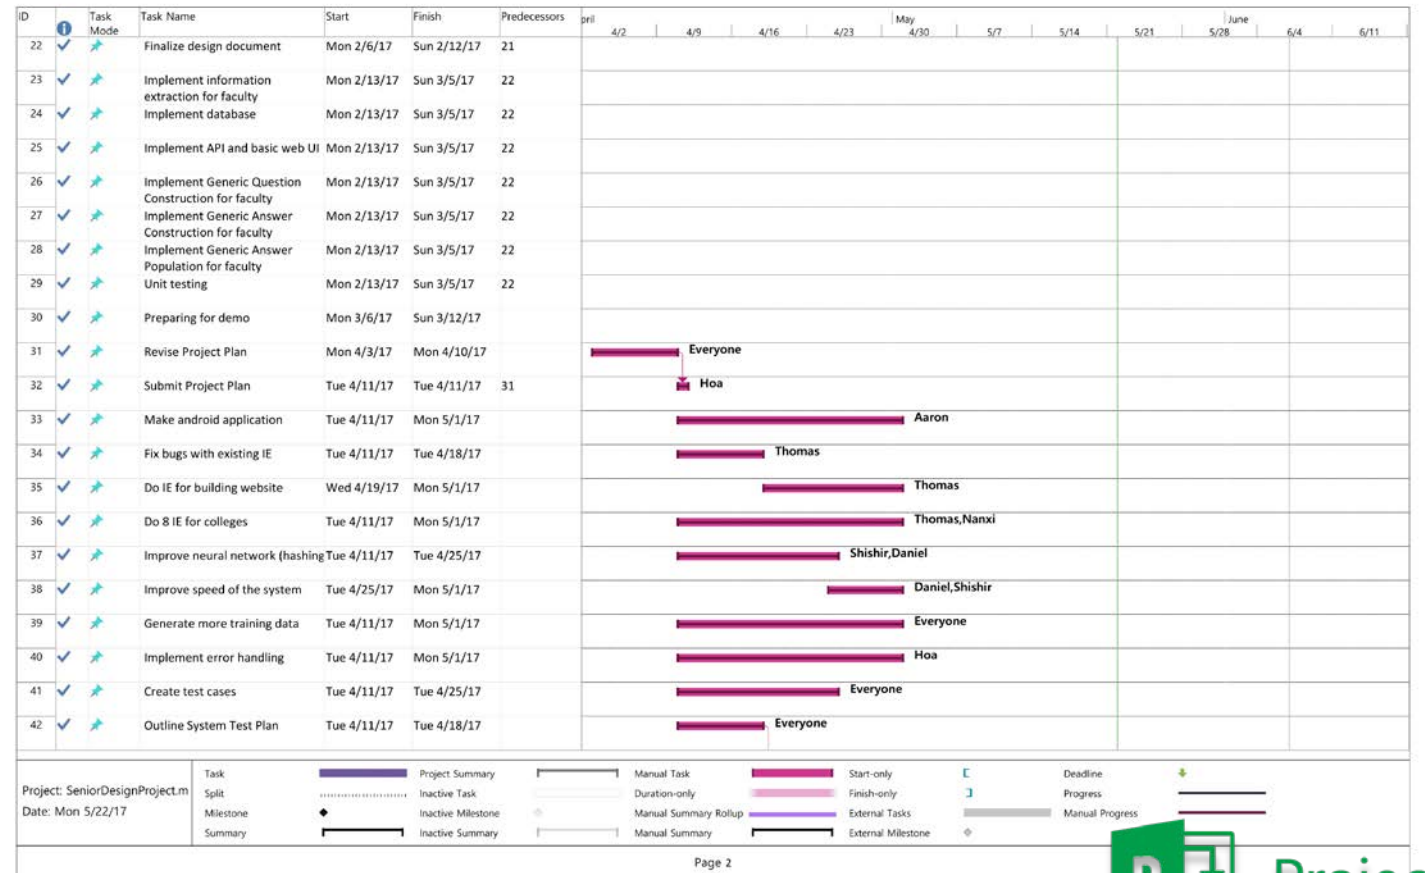 ID Task Mode Task Name Start Finish Predecessors pril May June
4/2 4/9 4/16 4/23 4/30 5/7 5/14 5/21 5/28 6/4 6/11
22 Finalize design document Mon 2/6/17 Sun 2/12/17 21
23 Implement information extraction for faculty Mon 2/13/17 Sun 3/5/17 22
24 Implement database Mon 2/13/17 Sun 3/5/17 22
25 Implement API and basic web UI Mon 2/13/17 Sun 3/5/17 22
26 Implement Generic Question Construction for faculty Mon 2/13/17 Sun 3/5/17 22
27 Implement Generic Answer Construction for faculty Mon 2/13/17 Sun 3/5/17 22
28 Implement Generic Answer Population for faculty Mon 2/13/17 Sun 3/5/17 22
29 Unit testing Mon 2/13/17 Sun 3/5/17 22
30 Preparing for demo Mon 3/6/17 Sun 3/12/17
31 Revise Project Plan Mon 4/3/17 Mon 4/10/17 Everyone
32 Submit Project Plan Tue 4/11/17 Tue 4/11/17 31 Hoa
33 Make android application Tue 4/11/17 Mon 5/1/17 Aaron
34 Fix bugs with existing IE Tue 4/11/17 Tue 4/18/17 Thomas
35 Do IE for building website Wed 4/19/17 Mon 5/1/17 Thomas
36 Do 8 IE for colleges Tue 4/11/17 Mon 5/1/17 Thomas,Nanxi
37 Improve neural network (hashing Tue 4/11/17 Tue 4/25/17 Shishir,Daniel
38 Improve speed of the system Tue 4/25/17 Mon 5/1/17 Daniel,Shishir
39 Generate more training data Tue 4/11/17 Mon 5/1/17 Everyone
40 Implement error handling Tue 4/11/17 Mon 5/1/17 Hoa
41 Create test cases Tue 4/11/17 Tue 4/25/17 Everyone
42 Outline System Test Plan Tue 4/11/17 Tue 4/18/17 Everyone
Project: SeniorDesignProject.m
Date: Mon 5/22/17
Task Project Summary Manual Task Start-only Deadline
Split Inactive Task Duration-only Finish-only Progress
Milestone Inactive Milestone Manual Summary Rollup External Tasks Manual Progress
Summary Inactive Summary Manual Summary External Milestone
Page 2